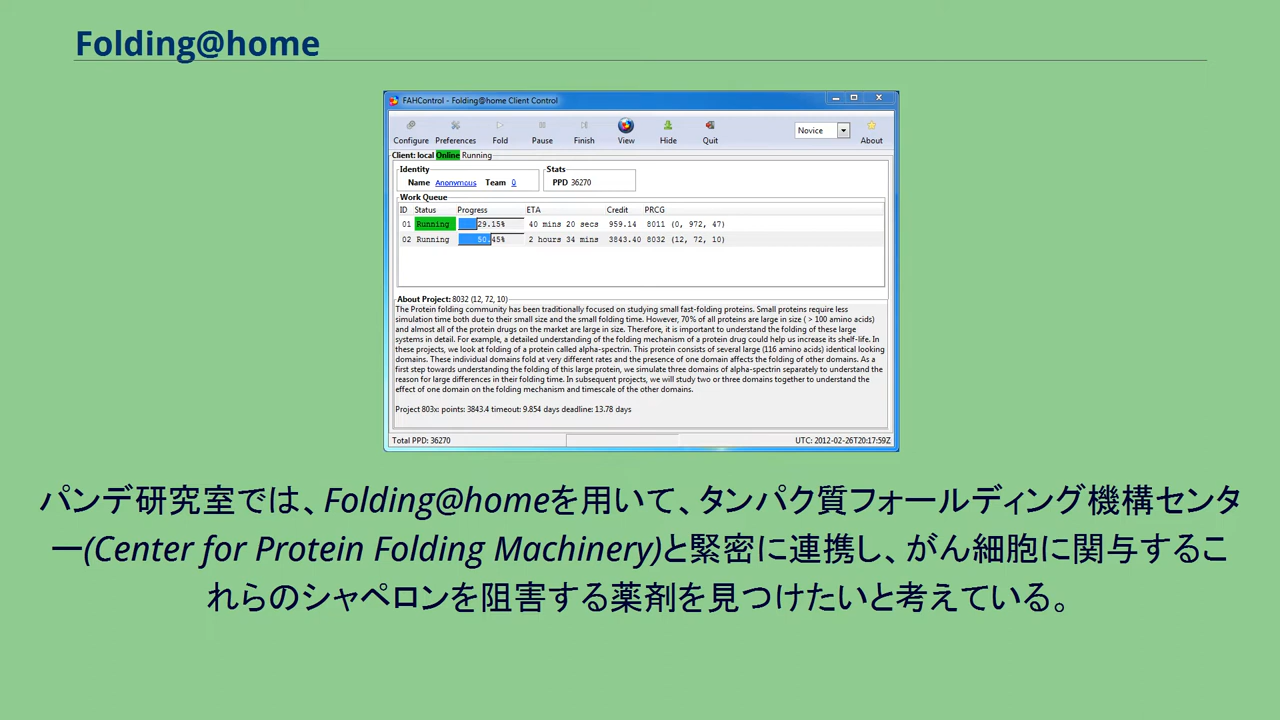 Folding@home
FAHControl - Folding@home Client Control
Configure Preferences Fold Pause Finish View Hide Quit Novice About
Client: local Online Running
Identity Stats
Name Anonymous Team 0 PPD 36270
Work Queue
ID Status Progress ETA Credit PRCG
01 Running 29.15% 40 mins 20 secs 959.14 8011 (0, 972, 47)
02 Running 50.45% 2 hours 34 mins 3843.40 8032 (12, 72, 10)
About Project: 8032 (12, 72, 10)
The Protein folding community has been traditionally focused on studying small fast-folding proteins. Small proteins require less
simulation time both due to their small size and the small folding time. However, 70% of all proteins are large in size ( > 100 amino acids)
and almost all of the protein drugs on the market are large in size. Therefore, it is important to understand the folding of these large
systems in detail. For example, a detailed understanding of the folding mechanism of a protein drug could help us increase its shelf-life. In
these projects, we look at folding of a protein called alpha-spectrin. This protein consists of several large (116 amino acids) identical looking
domains. These individual domains fold at very different rates and the presence of one domain affects the folding of other domains. As a
first step towards understanding the folding of this large protein, we simulate three domains of alpha-spectrin separately to understand the
reason for large differences in their folding time. In subsequent projects, we will study two or three domains together to understand the
effect of one domain on the folding mechanism and timescale of the other domains.
Project 803x: points: 3843.4 timeout: 9.854 days deadline: 13.78 days
Total PPD: 36270 UTC: 2012-02-26T20:17:59Z
パンデ研究室では、Folding@homeを用いて、タンパク質フォールディング機構センタ
ー(Center for Protein Folding Machinery)と緊密に連携し、がん細胞に関与するこ
れらのシャペロンを阻害する薬剤を見つけたいと考えている。